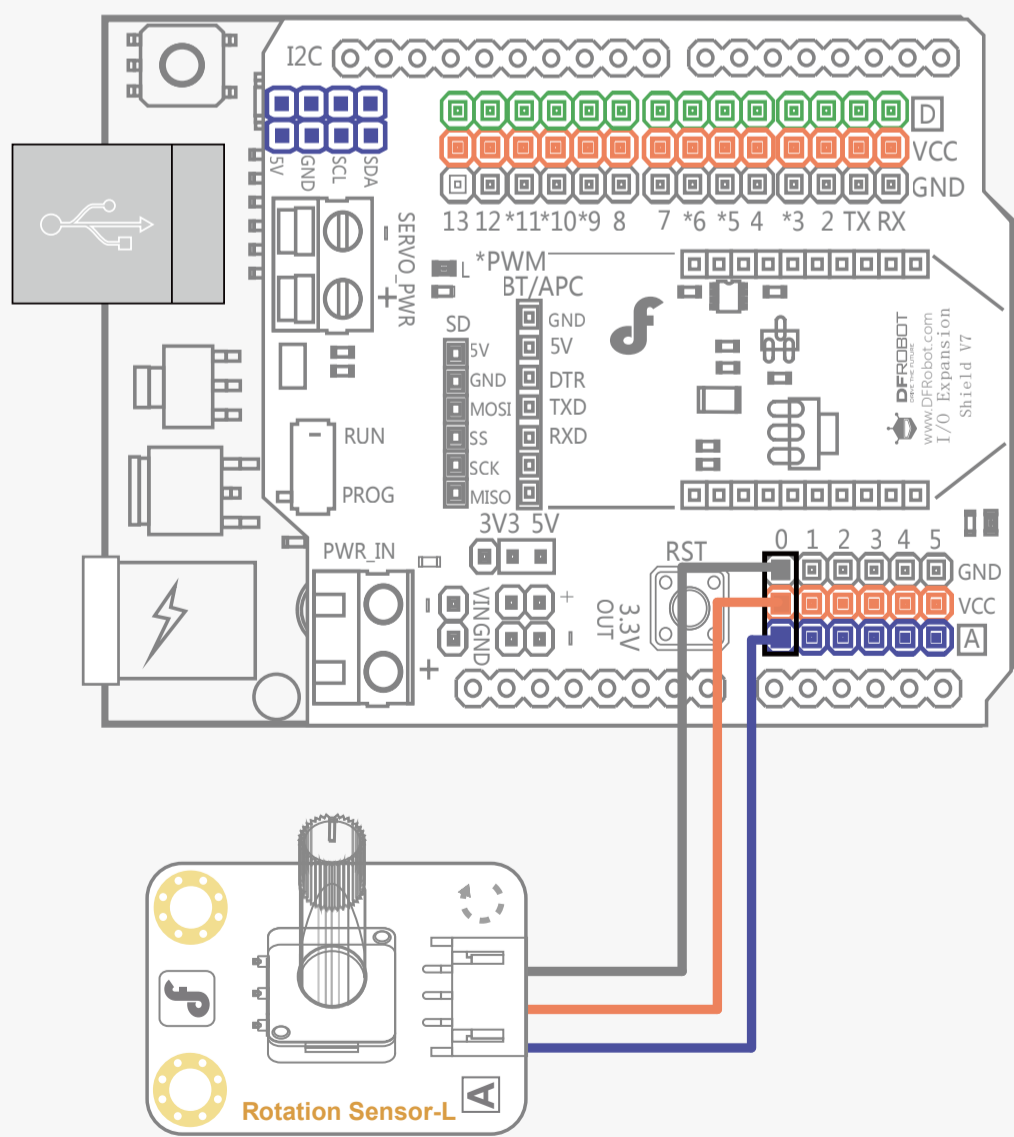 I2C
D
VCC
GND
13 12 *11 *10 *9 8 7 *6 *5 4 *3 2 TX RX
5V GND SCL SDA
SERVO_PWR
-
+
L
*PWM
BT/APC
GND
5V
DTR
TXD
RXD
SD
5V
GND
MOSI
SS
SCK
MISO
DFROBOT
DRIVE THE FUTURE
www.DFRobot.com
I/O Expansion
Shield V7
RUN
PROG
3V3 5V
PWR_IN
-
+
VIN
GND
+
-
3.3V
OUT
RST
0 1 2 3 4 5
GND
VCC
A
Rotation Sensor-L
A